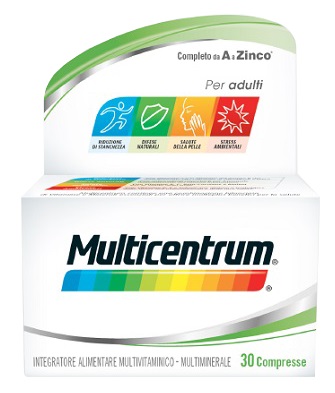 Completo da A a Zinco®
Per adulti
RIDUZIONE DI STANCHEZZA
DIFESE NATURALI
SALUTE DELLA PELLE
STRESS AMBIENTALI
Multicentrum®
®
INTEGRATORE ALIMENTARE MULTIVITAMINICO - MULTIMINERALE
30 Compresse